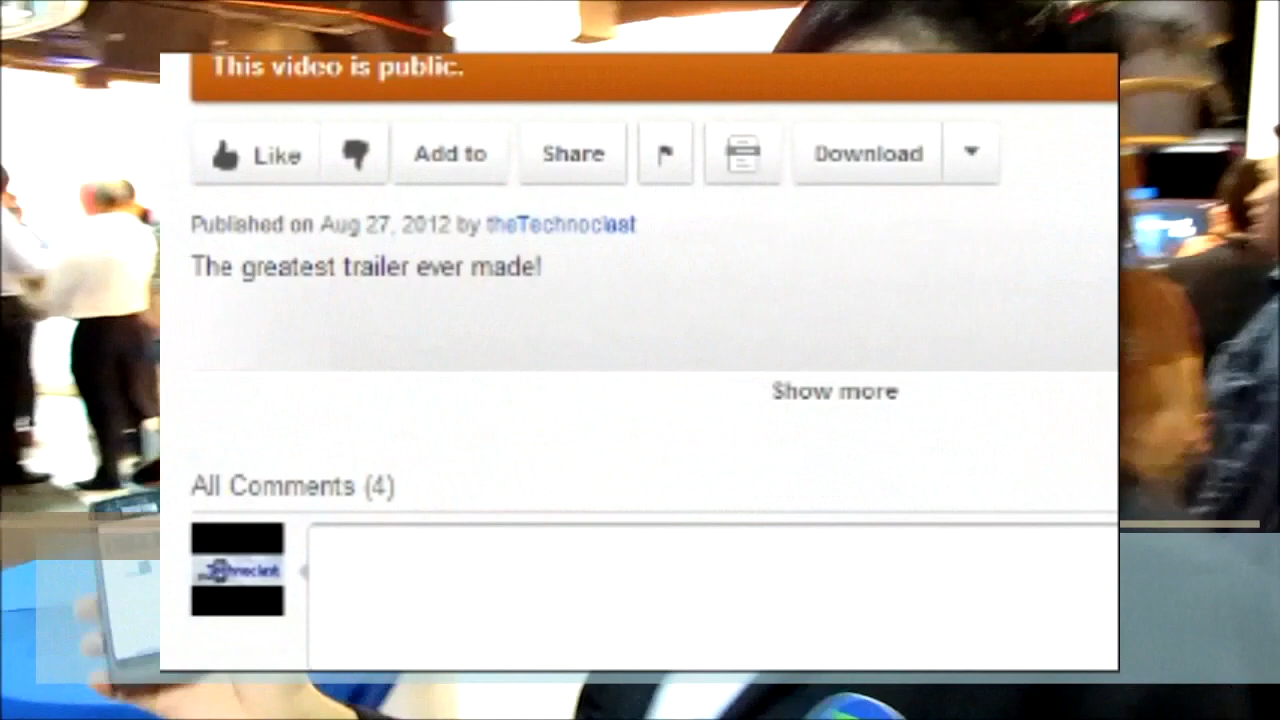 This video is public.
Like
Add to
Share
Download
Published on Aug 27, 2012 by theTechnoclast
The greatest trailer ever made!
Show more
All Comments (4)